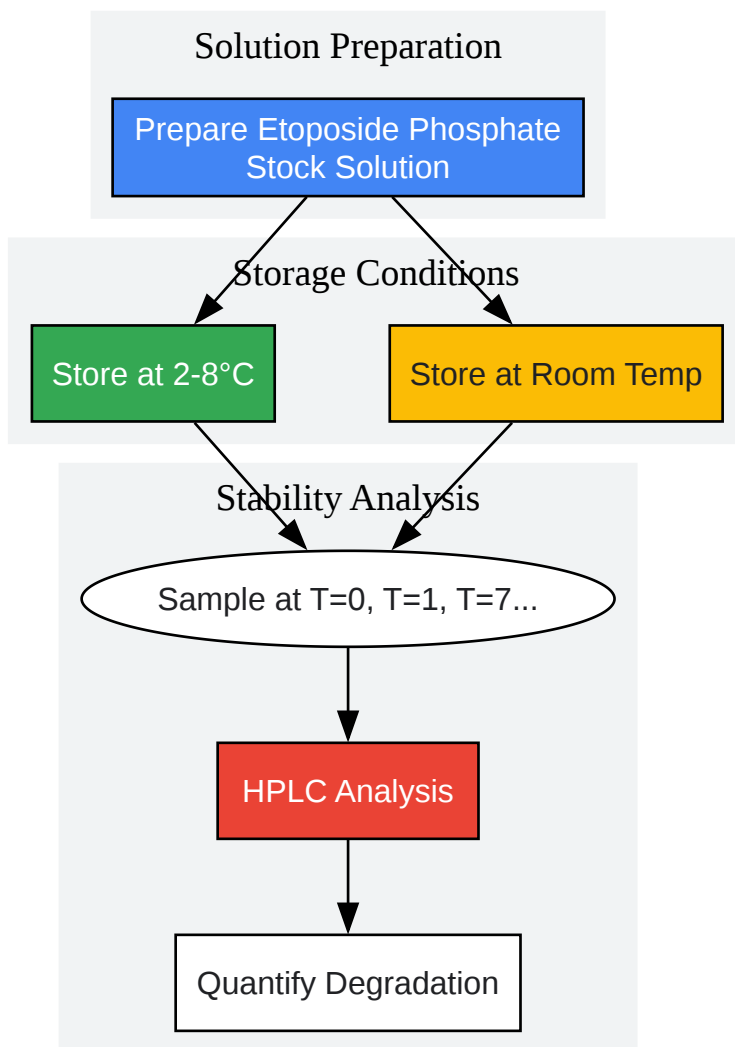 Solution Preparation
Prepare Etoposide Phosphate
Stock Solution
Storage Conditions
Store at 2-8°C
Store at Room Temp
Stability Analysis
Sample at T=0, T=1, T=7...
HPLC Analysis
Quantify Degradation